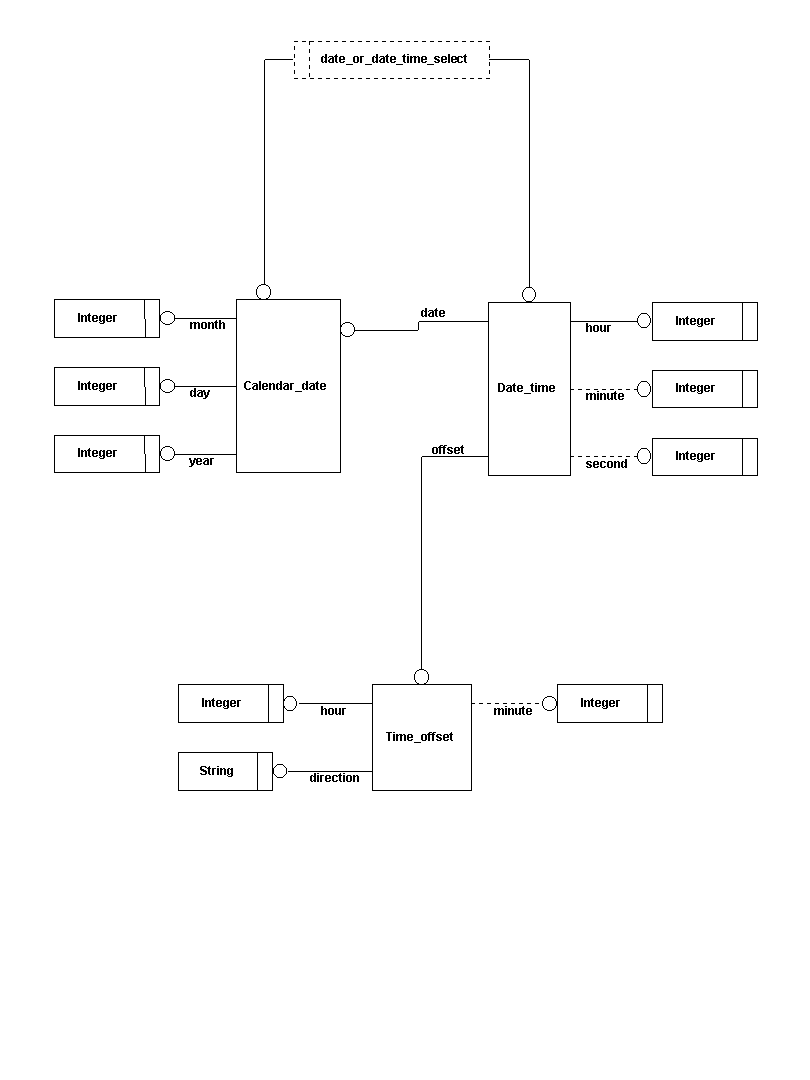 date_or_date_time_select
Integer
month
date
hour
Integer
Integer
day
Calendar_date
Date_time
minute
Integer
Integer
year
offset
second
Integer
Integer
hour
minute
Integer
Time_offset
String
direction